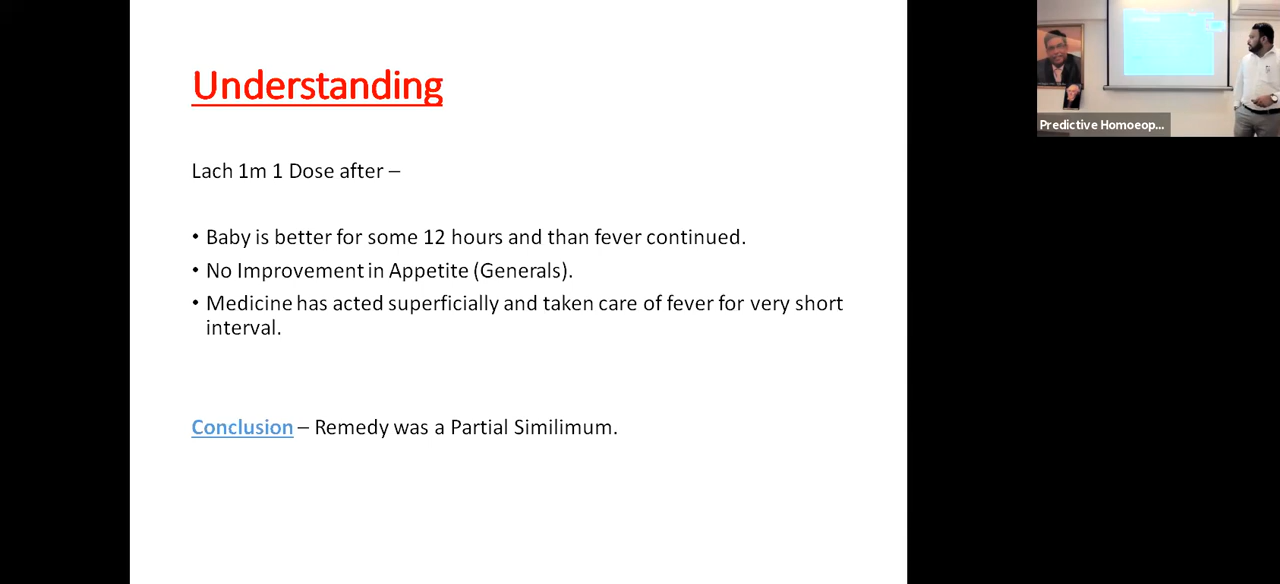 Understanding
Lach 1m 1 Dose after –
• Baby is better for some 12 hours and than fever continued.
• No Improvement in Appetite (Generals).
• Medicine has acted superficially and taken care of fever for very short
interval.
Conclusion – Remedy was a Partial Similimum.
Predictive Homoeop...